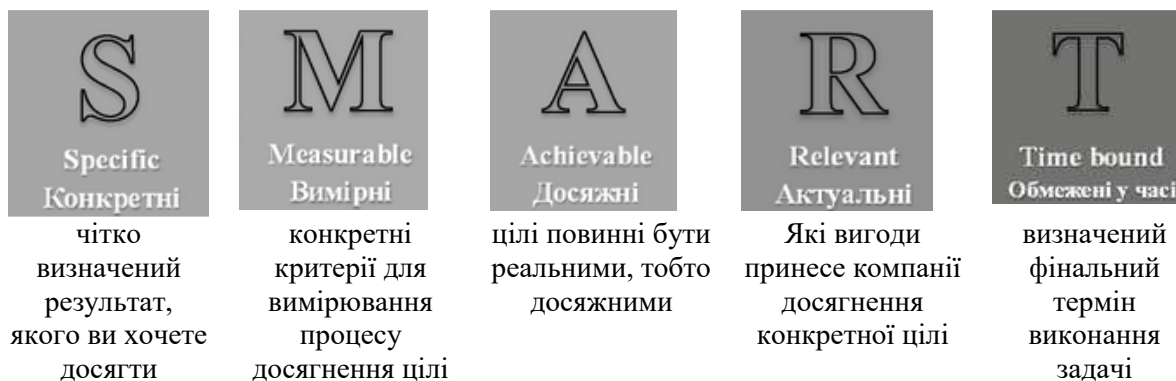 S
Specific
Конкретні
чітко
визначений
результат,
якого ви хочете
досягти
M
Measurable
Вимірні
конкретні
критерії для
вимірювання
процесу
досягнення цілі
A
Achievable
Досяжні
цілі повинні бути
реальними, тобто
досяжними
R
Relevant
Актуальні
Які вигоди
принесе компанії
досягнення
конкретної цілі
T
Time bound
Обмежені у часі
визначений
фінальний
термін
виконання
задачі